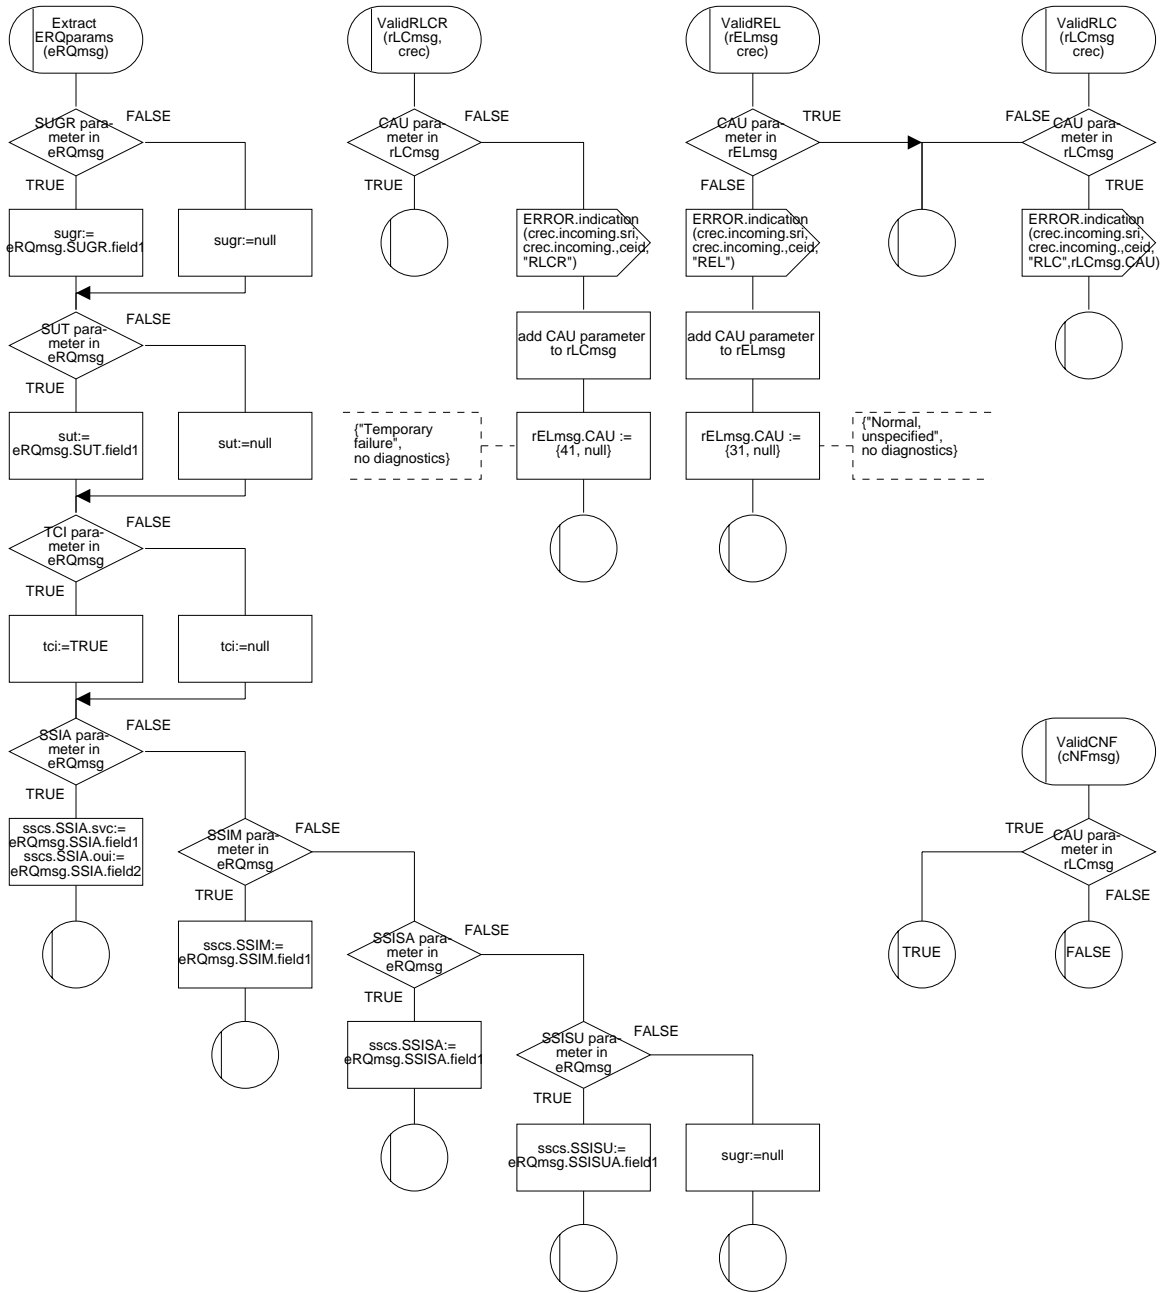 Extract
ERQparams
(eRQmsg)
ValidRLCR
(rLCmsg,
crec)
ValidREL
(rELmsg
crec)
ValidRLC
(rLCmsg
crec)
SUGR para-
meter in
eRQmsg
FALSE
TRUE
CAU para-
meter in
rLCmsg
FALSE
TRUE
CAU para-
meter in
rELmsg
TRUE
FALSE
FALSE
CAU para-
meter in
rLCmsg
TRUE
sugr:=
eRQmsg.SUGR.field1
sugr:=null
ERROR.indication
(crec.incoming.sri,
crec.incoming.,ceid,
"RLCR")
ERROR.indication
(crec.incoming.sri,
crec.incoming.,ceid,
"REL")
ERROR.indication
(crec.incoming.sri,
crec.incoming.,ceid,
"RLC",rLCmsg.CAU)
SUT para-
meter in
eRQmsg
FALSE
TRUE
add CAU parameter
to rLCmsg
add CAU parameter
to rELmsg
sut:=
eRQmsg.SUT.field1
sut:=null
{"Temporary
failure",
no diagnostics}
rELmsg.CAU :=
{41, null}
rELmsg.CAU :=
{31, null}
{"Normal,
unspecified",
no diagnostics}
TCI para-
meter in
eRQmsg
FALSE
TRUE
tci:=TRUE
tci:=null
SSIA para-
meter in
eRQmsg
FALSE
TRUE
ValidCNF
(cNFmsg)
sscs.SSIA.svc:=
eRQmsg.SSIA.field1
sscs.SSIA.oui:=
eRQmsg.SSIA.field2
SSIM para-
meter in
eRQmsg
FALSE
TRUE
TRUE
CAU para-
meter in
rLCmsg
FALSE
sscs.SSIM:=
eRQmsg.SSIM.field1
SSISA para-
meter in
eRQmsg
FALSE
TRUE
TRUE
FALSE
sscs.SSISA:=
eRQmsg.SSISA.field1
SSISU para-
meter in
eRQmsg
FALSE
TRUE
sscs.SSISU:=
eRQmsg.SSISUA.field1
sugr:=null